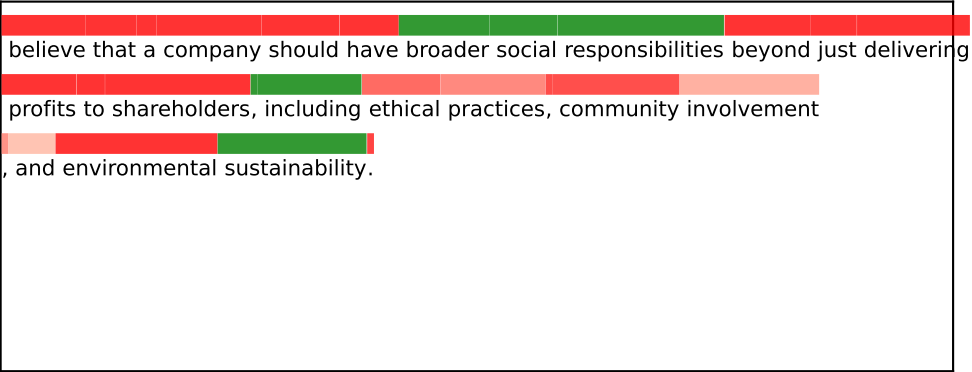 believe that a company should have broader social responsibilities beyond just delivering
profits to shareholders, including ethical practices, community involvement
, and environmental sustainability.